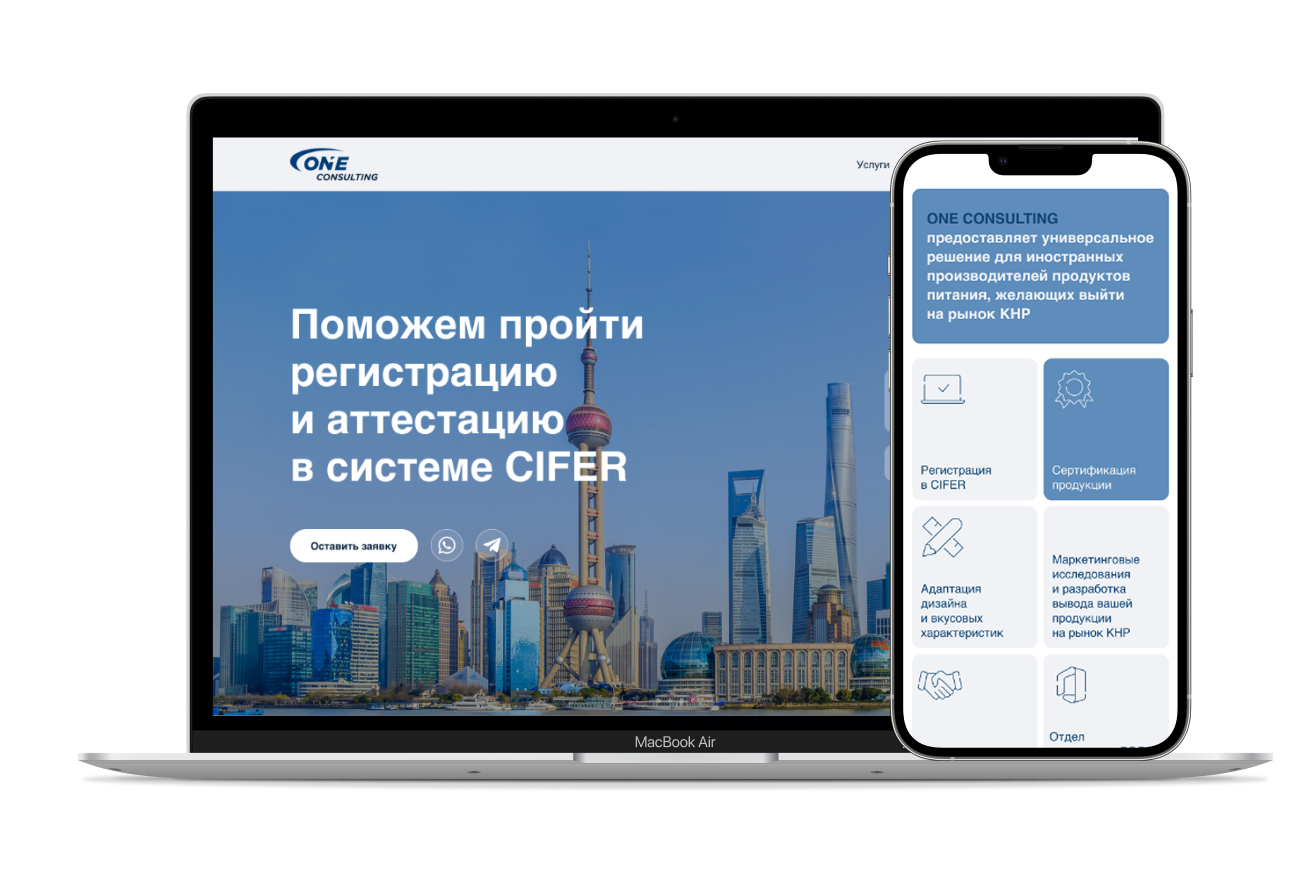 ONE
CONSULTING
Услуги
Поможем пройти
регистрацию
и аттестацию
в системе CIFER
Оставить заявку
MacBook Air
ONE CONSULTING
предоставляет универсальное
решение для иностранных
производителей продуктов
питания, желающих выйти
на рынок КНР
Регистрация
в CIFER
Сертификация
продукции
Адаптация
дизайна
и вкусовых
характеристик
Маркетинговые
исследования
и разработка
вывода вашей
продукции
на рынок КНР
Отдел